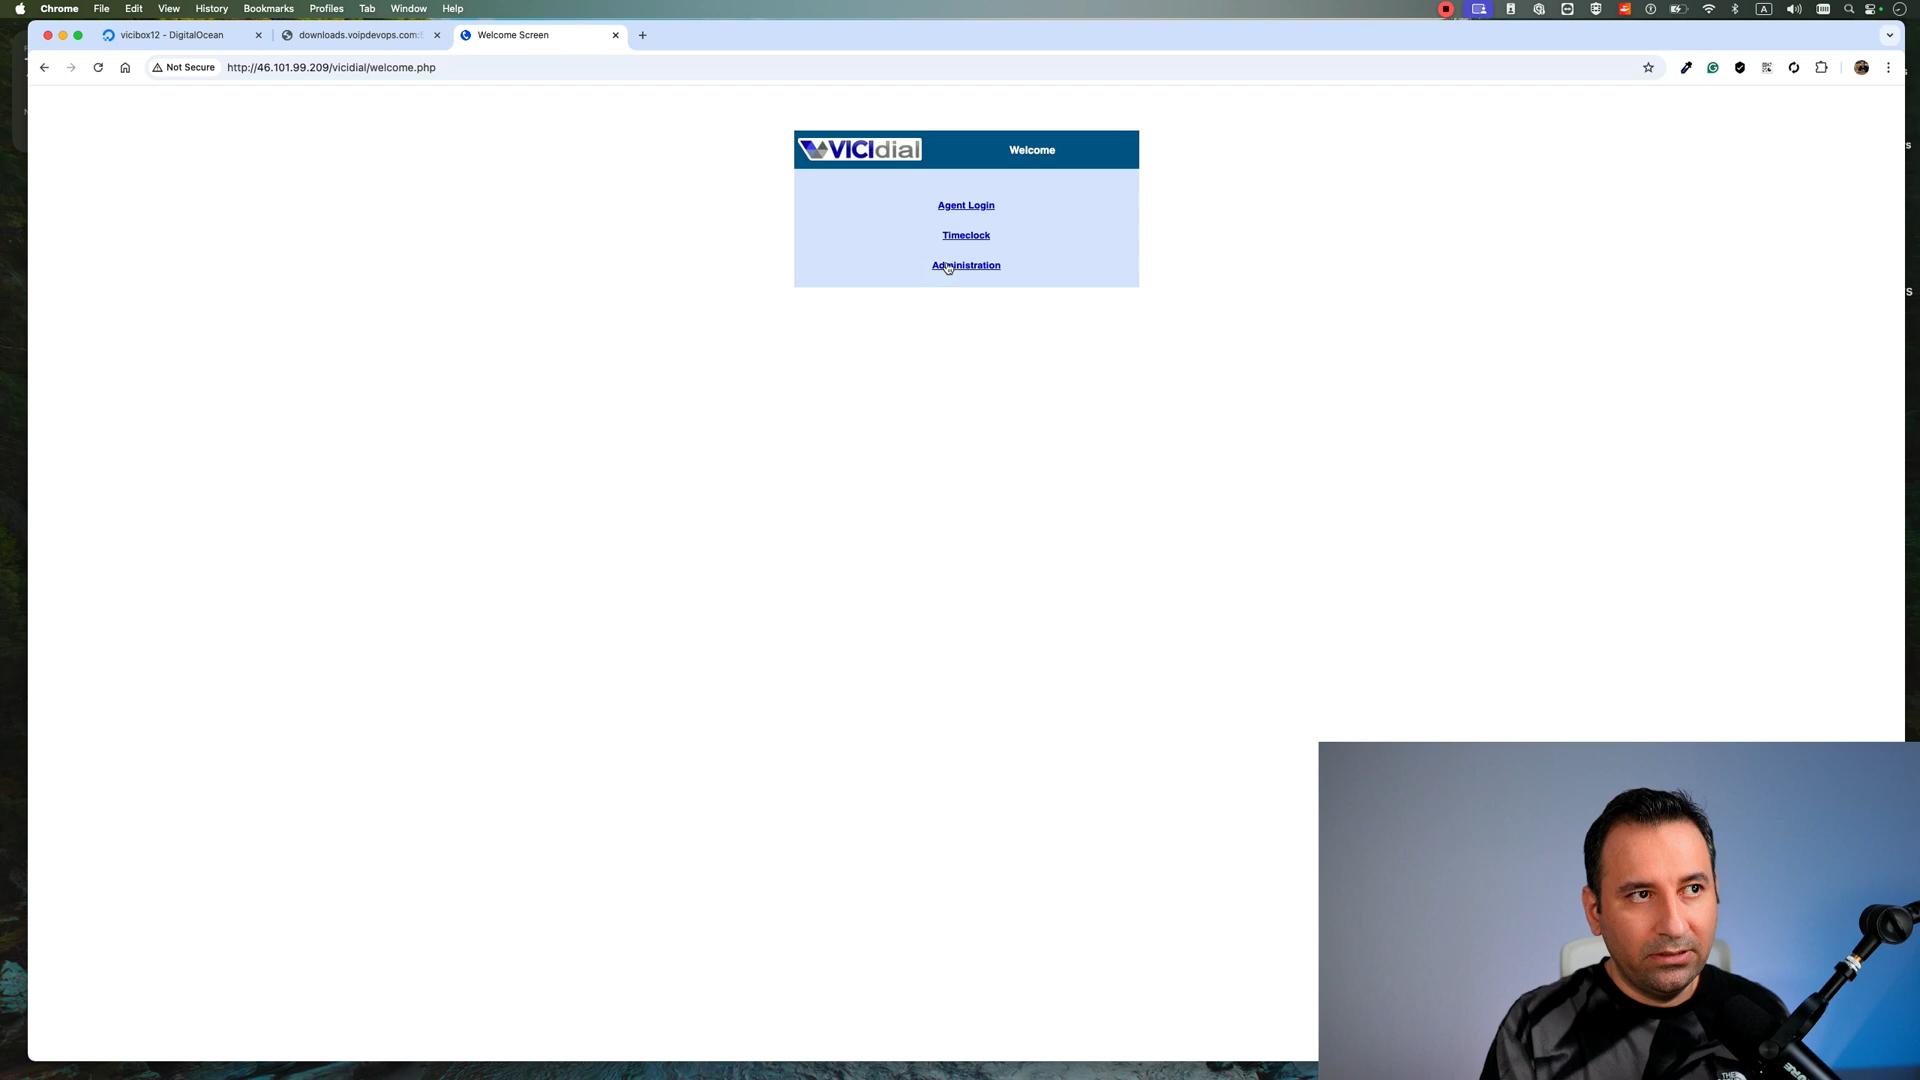 Chrome File Edit View History Bookmarks Profiles Tab Window Help
vicibox12 - DigitalOcean
downloads.voipdevops.com:
Welcome Screen
Not Secure http://46.101.99.209/vicidial/welcome.php
VICIdial
Welcome
Agent Login
Timeclock
Administration